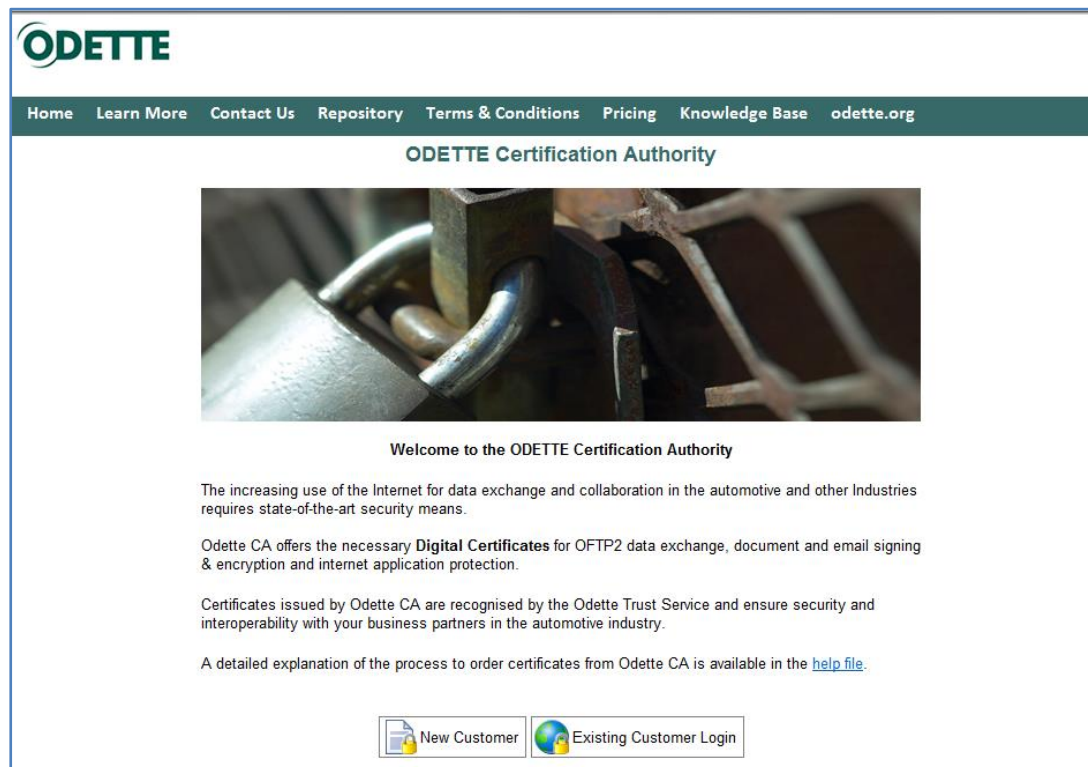 ODETTE
Home Learn More Contact Us Repository Terms & Conditions Pricing Knowledge Base odette.org
ODETTE Certification Authority
Welcome to the ODETTE Certification Authority
The increasing use of the Internet for data exchange and collaboration in the automotive and other Industries
requires state-of-the-art security means.
Odette CA offers the necessary Digital Certificates for OFTP2 data exchange, document and email signing
& encryption and internet application protection.
Certificates issued by Odette CA are recognised by the Odette Trust Service and ensure security and
interoperability with your business partners in the automotive industry.
A detailed explanation of the process to order certificates from Odette CA is available in the help file.
New Customer Existing Customer Login